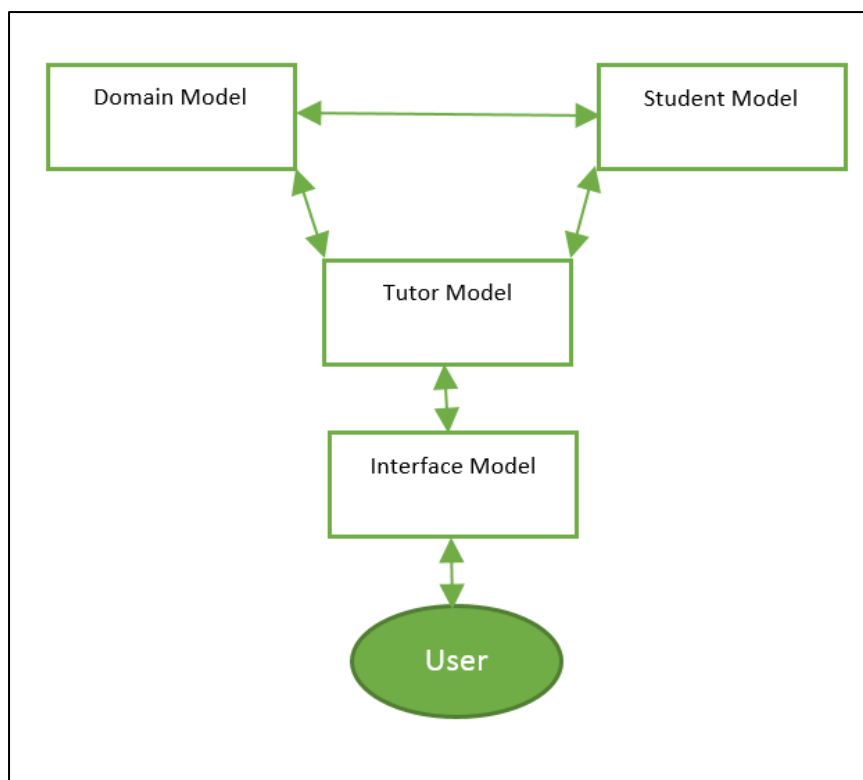 Domain Model
Student Model
Tutor Model
Interface Model
User